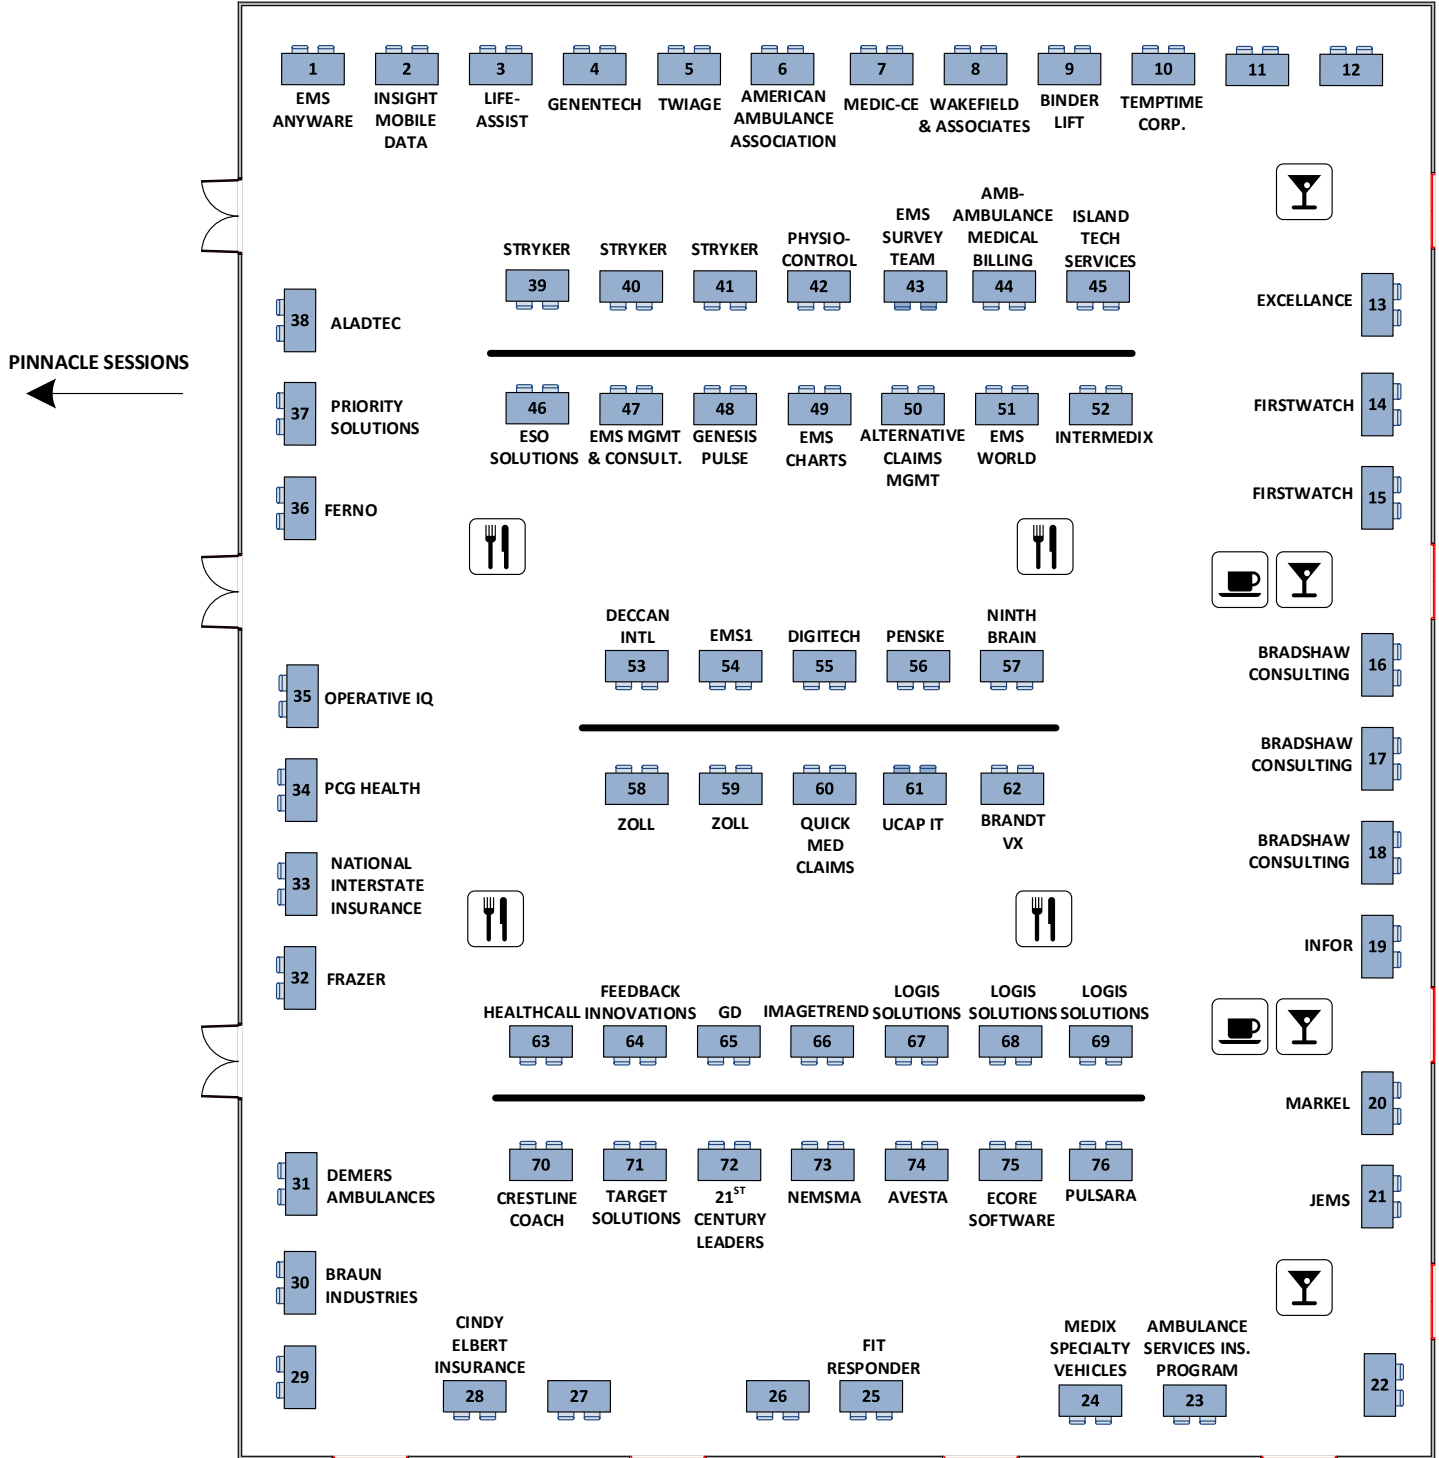 1
2
3
4
5
6
7
8
9
10
11
12
EMS
ANYWARE
INSIGHT
MOBILE
DATA
LIFE-
ASSIST
GENENTECH
TWIAGE
AMERICAN
AMBULANCE
ASSOCIATION
MEDIC-CE
WAKEFIELD
& ASSOCIATES
BINDER
LIFT
TEMPTIME
CORP.
STRYKER
STRYKER
STRYKER
PHYSIO-
CONTROL
EMS
SURVEY
TEAM
AMB-
AMBULANCE
MEDICAL
BILLING
ISLAND
TECH
SERVICES
39
40
41
42
43
44
45
EXCELLANCE
13
38
ALADTEC
PINNACLE SESSIONS
37
PRIORITY
SOLUTIONS
46
47
48
49
50
51
52
ESO
SOLUTIONS
EMS MGMT
& CONSULT.
GENESIS
PULSE
EMS
CHARTS
ALTERNATIVE
CLAIMS
MGMT
EMS
WORLD
INTERMEDIX
FIRSTWATCH
14
FIRSTWATCH
15
36
FERNO
DECCAN
INTL
EMS1
DIGITECH
PENSKE
NINTH
BRAIN
53
54
55
56
57
BRADSHAW
CONSULTING
16
35
OPERATIVE IQ
BRADSHAW
CONSULTING
17
34
PCG HEALTH
58
59
60
61
62
ZOLL
ZOLL
QUICK
MED
CLAIMS
UCAP IT
BRANDT
VX
BRADSHAW
CONSULTING
18
33
NATIONAL
INTERSTATE
INSURANCE
INFOR
19
32
FRAZER
HEALTHCALL
FEEDBACK
INNOVATIONS
GD
IMAGETREND
LOGIS
SOLUTIONS
LOGIS
SOLUTIONS
LOGIS
SOLUTIONS
63
64
65
66
67
68
69
MARKEL
20
70
71
72
73
74
75
76
CRESTLINE
COACH
TARGET
SOLUTIONS
21ST
CENTURY
LEADERS
NEMSMA
AVESTA
ECORE
SOFTWARE
PULSARA
31
DEMERS
AMBULANCES
JEMS
21
30
BRAUN
INDUSTRIES
29
CINDY
ELBERT
INSURANCE
28
27
26
FIT
RESPONDER
25
MEDIX
SPECIALTY
VEHICLES
24
AMBULANCE
SERVICES INS.
PROGRAM
23
22